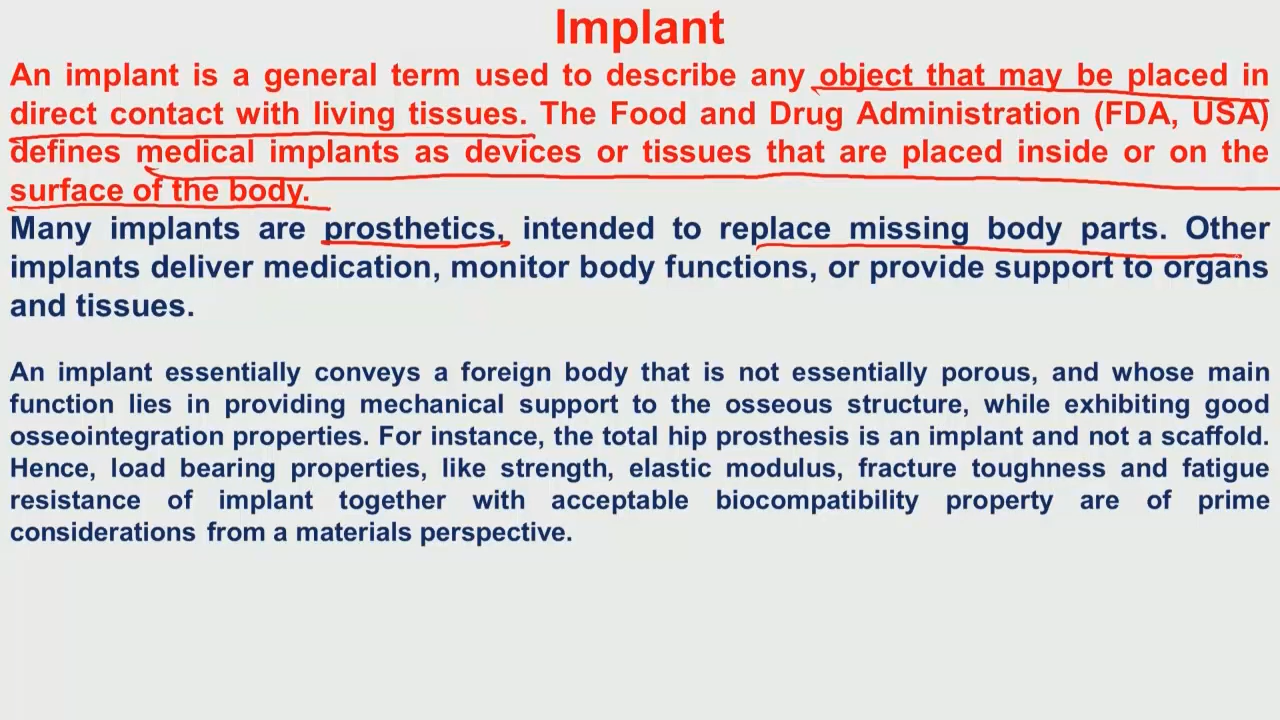 Implant
An implant is a general term used to describe any object that may be placed in
direct contact with living tissues. The Food and Drug Administration (FDA, USA)
defines medical implants as devices or tissues that are placed inside or on the
surface of the body.
Many implants are prosthetics, intended to replace missing body parts. Other
implants deliver medication, monitor body functions, or provide support to organs
and tissues.
An implant essentially conveys a foreign body that is not essentially porous, and whose main
function lies in providing mechanical support to the osseous structure, while exhibiting good
osseointegration properties. For instance, the total hip prosthesis is an implant and not a scaffold.
Hence, load bearing properties, like strength, elastic modulus, fracture toughness and fatigue
resistance of implant together with acceptable biocompatibility property are of prime
considerations from a materials perspective.